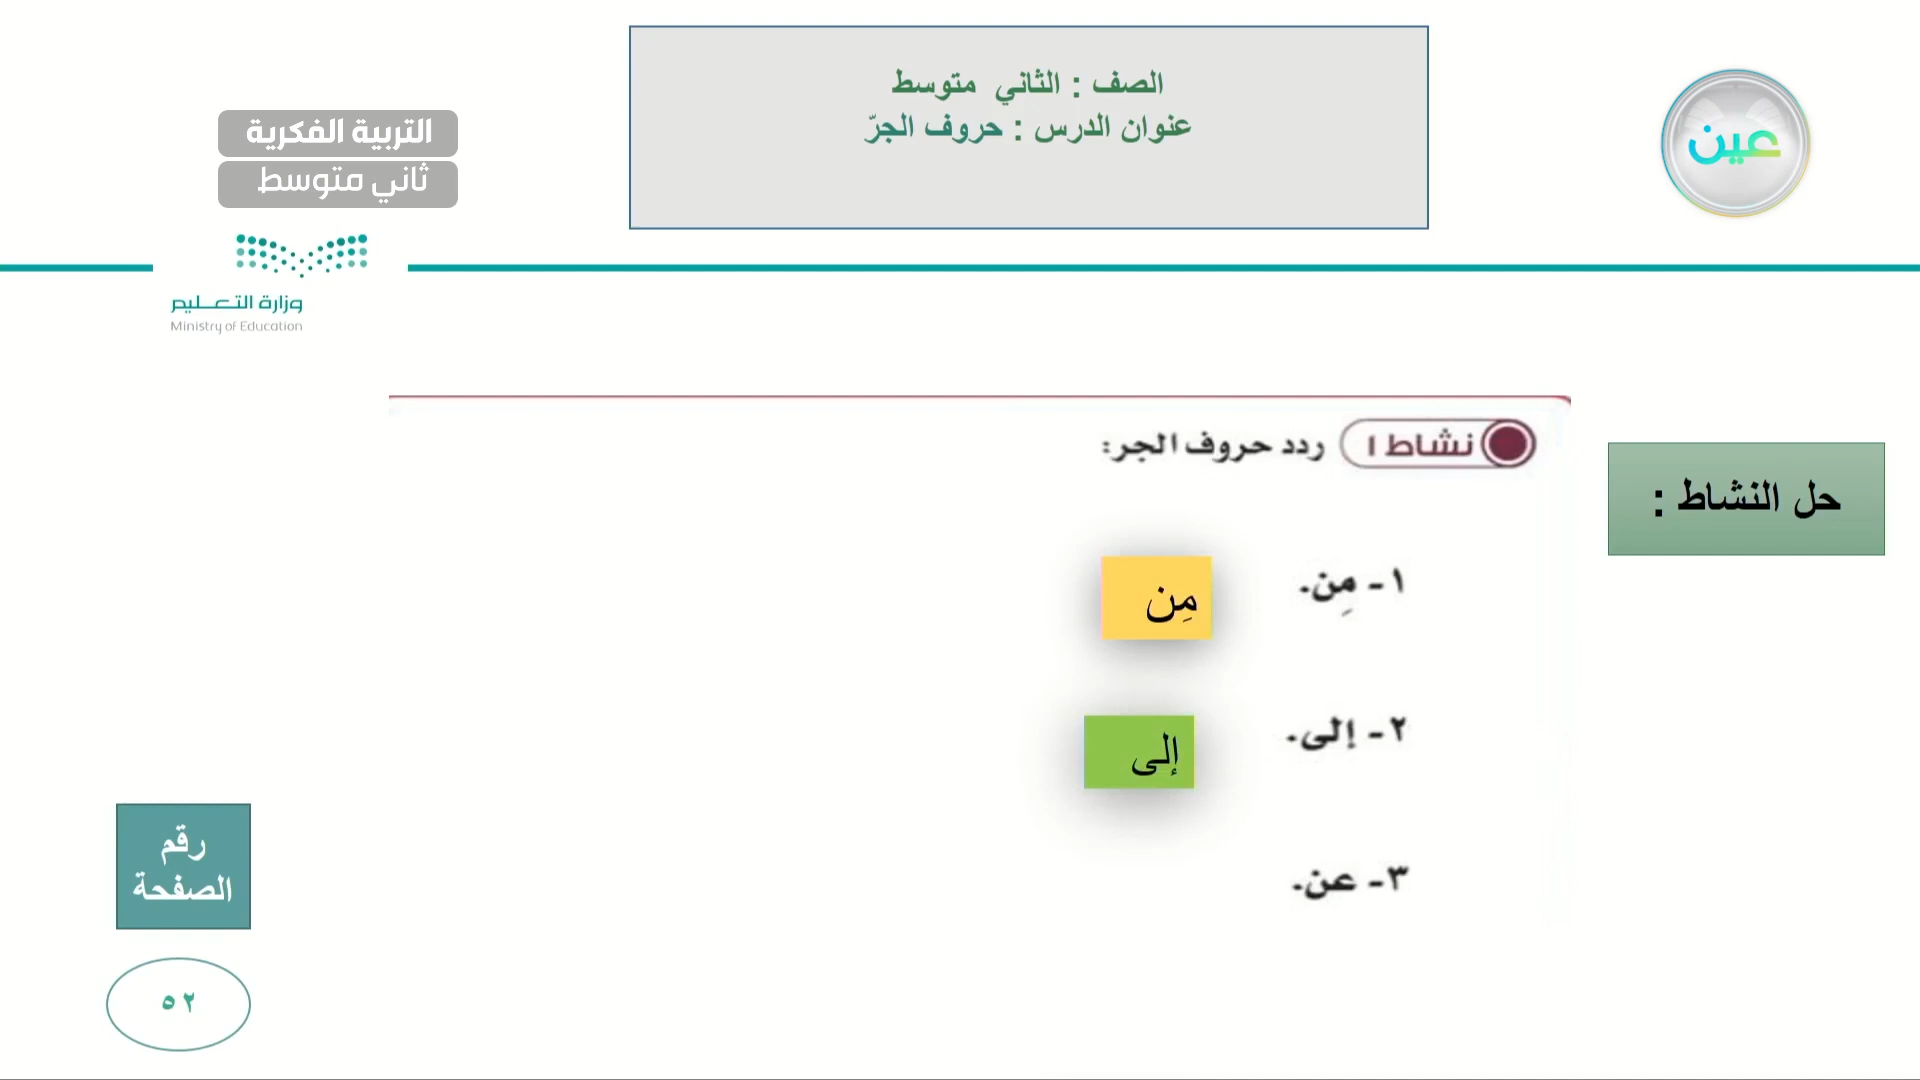 الصف : الثاني متوسط
عنوان الدرس : حروف الجرّ
عين
التربية الفكرية
ثاني متوسط
وزارة التعليم
Ministry of Education
نشاط ١ ردد حروف الجر:
حل النشاط :
١- مِن.
مِن
٢- إلى.
إلى
٣- عن.
رقم
الصفحة
٥٢